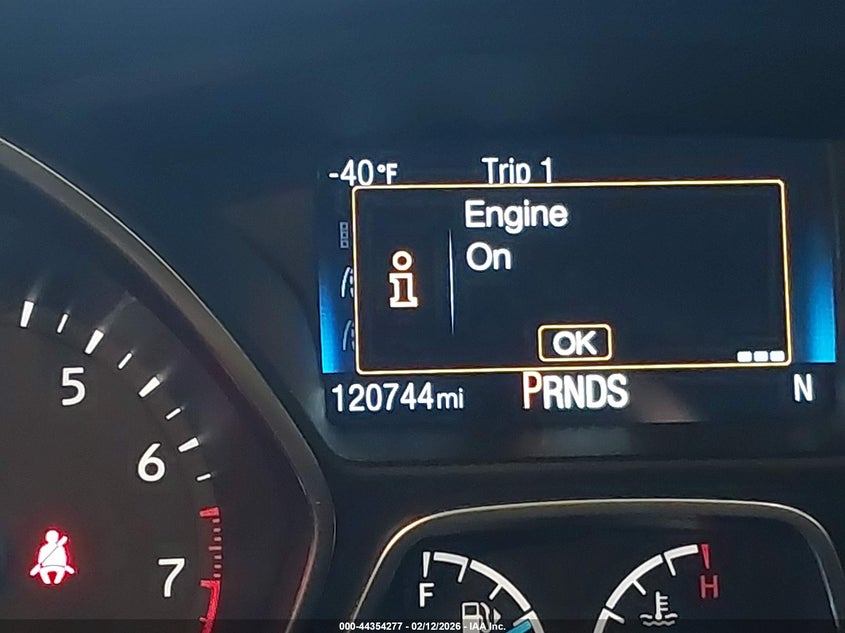 -40°F Trip 1
Engine
On
i
OK
120744mi PRNDS N
5
6
7
F
H
000-44354277 - 02/12/2026 - IAA Inc.